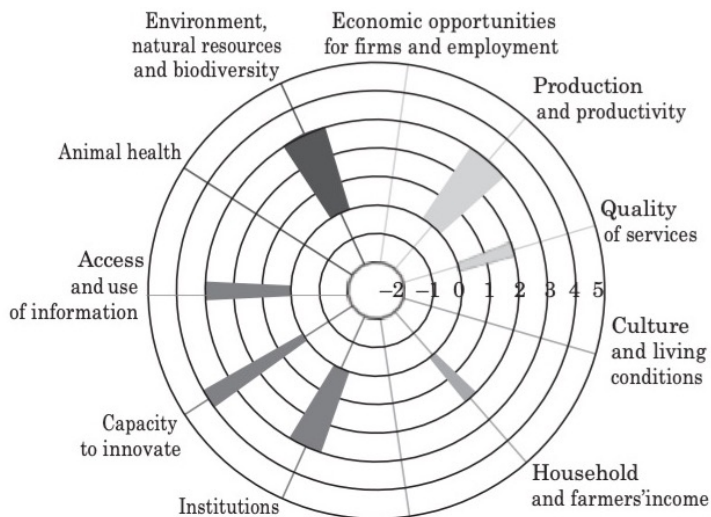 Environment,
natural resources
and biodiversity
Economic opportunities
for firms and employment
Production
and productivity
Animal health
Quality
of services
Access
and use
of information
–2 –1 0 1 2 3 4 5
Culture
and living
conditions
Capacity
to innovate
Household
and farmers'income
Institutions